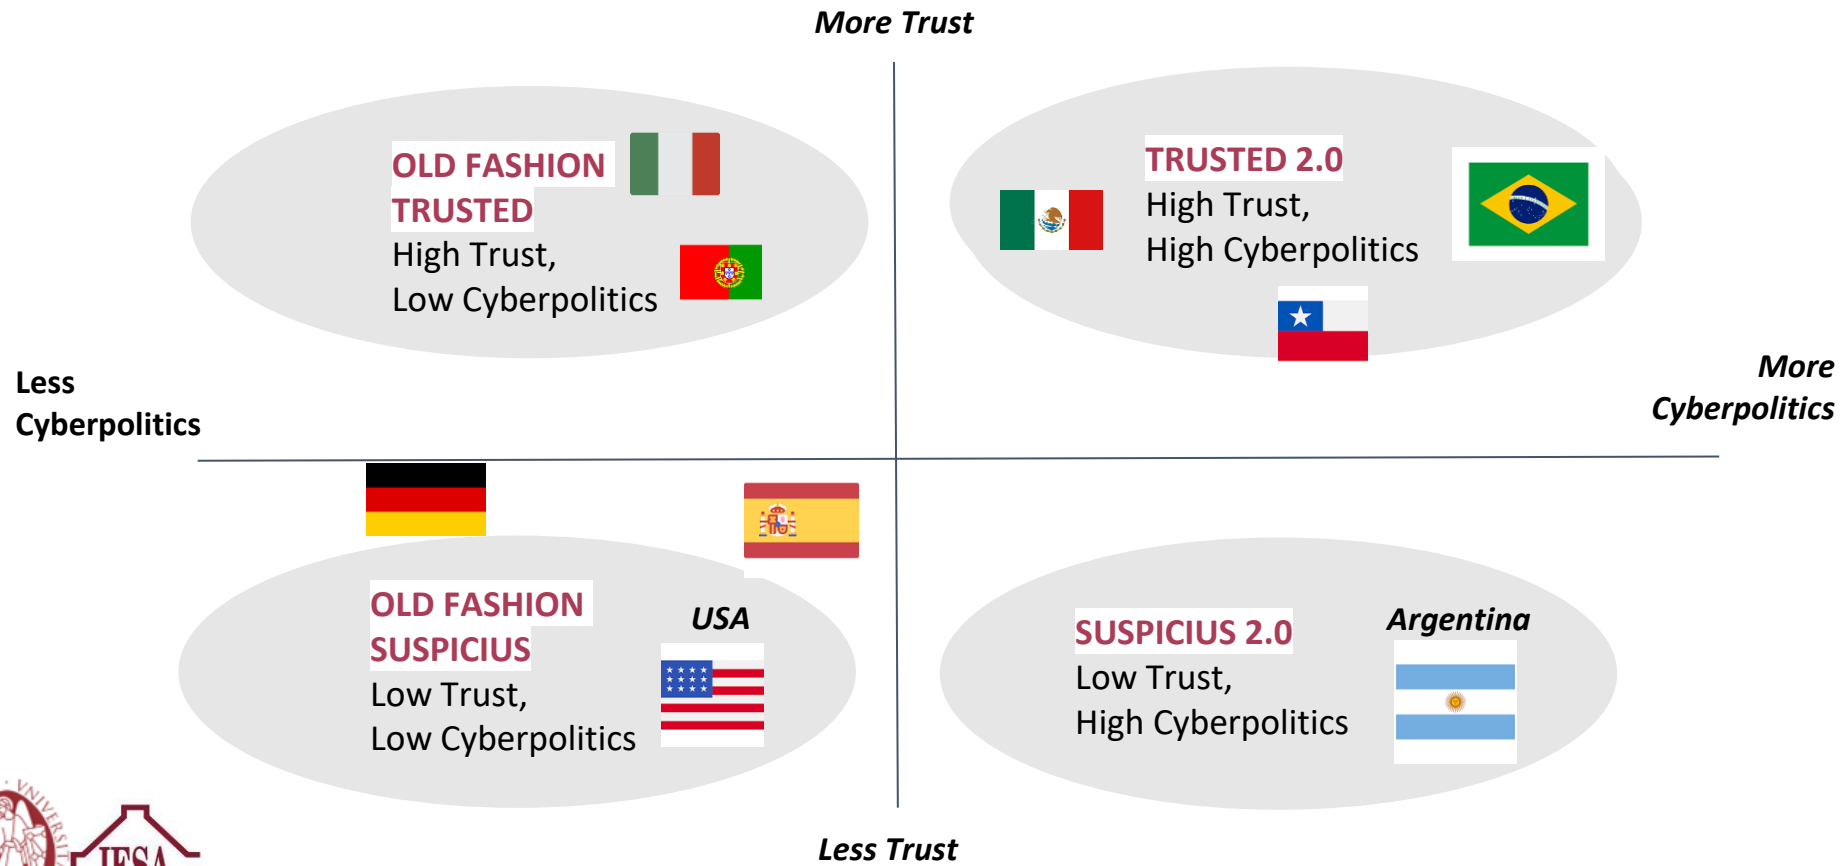 More Trust
OLD FASHION
TRUSTED
High Trust,
Low Cyberpolitics
TRUSTED 2.0
High Trust,
High Cyberpolitics
Less
Cyberpolitics
More
Cyberpolitics
OLD FASHION
SUSPICIUS
Low Trust,
Low Cyberpolitics
USA
SUSPICIUS 2.0
Low Trust,
High Cyberpolitics
Argentina
Less Trust